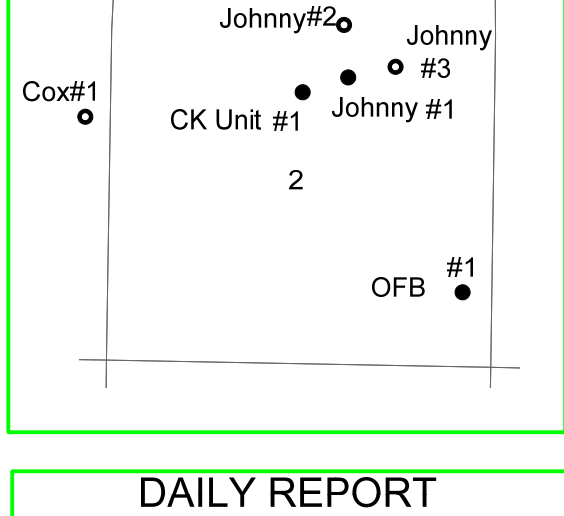 Johnny#2
Johnny
#3
Cox#1
Johnny #1
CK Unit #1
2
#1
OFB
DAILY REPORT